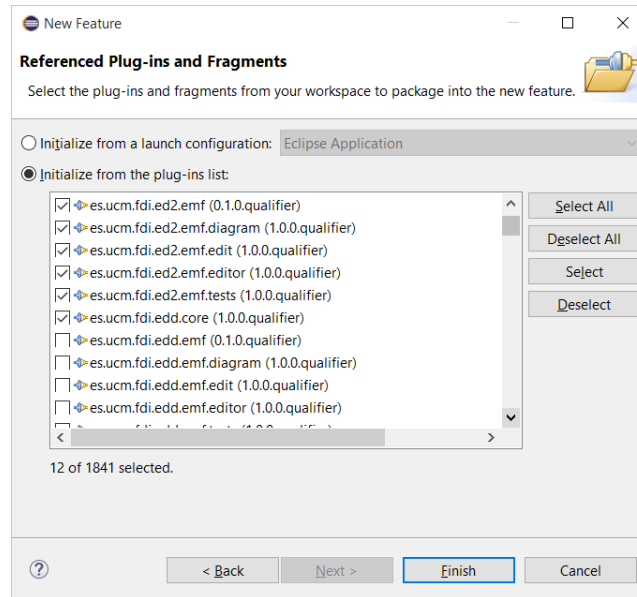 New Feature
Referenced Plug-ins and Fragments
Select the plug-ins and fragments from your workspace to package into the new feature.
Initialize from a launch configuration: Eclipse Application
Initialize from the plug-ins list:
es.ucm.fdi.ed2.emf (0.1.0.qualifier)
Select All
es.ucm.fdi.ed2.emf.diagram (1.0.0.qualifier)
Deselect All
es.ucm.fdi.ed2.emf.edit (1.0.0.qualifier)
es.ucm.fdi.ed2.emf.editor (1.0.0.qualifier)
Select
es.ucm.fdi.ed2.emf.tests (1.0.0.qualifier)
Deselect
es.ucm.fdi.edd.core (1.0.0.qualifier)
es.ucm.fdi.edd.emf (0.1.0.qualifier)
es.ucm.fdi.edd.emf.diagram (1.0.0.qualifier)
es.ucm.fdi.edd.emf.edit (1.0.0.qualifier)
es.ucm.fdi.edd.emf.editor (1.0.0.qualifier)
12 of 1841 selected.
? < Back Next > Finish Cancel